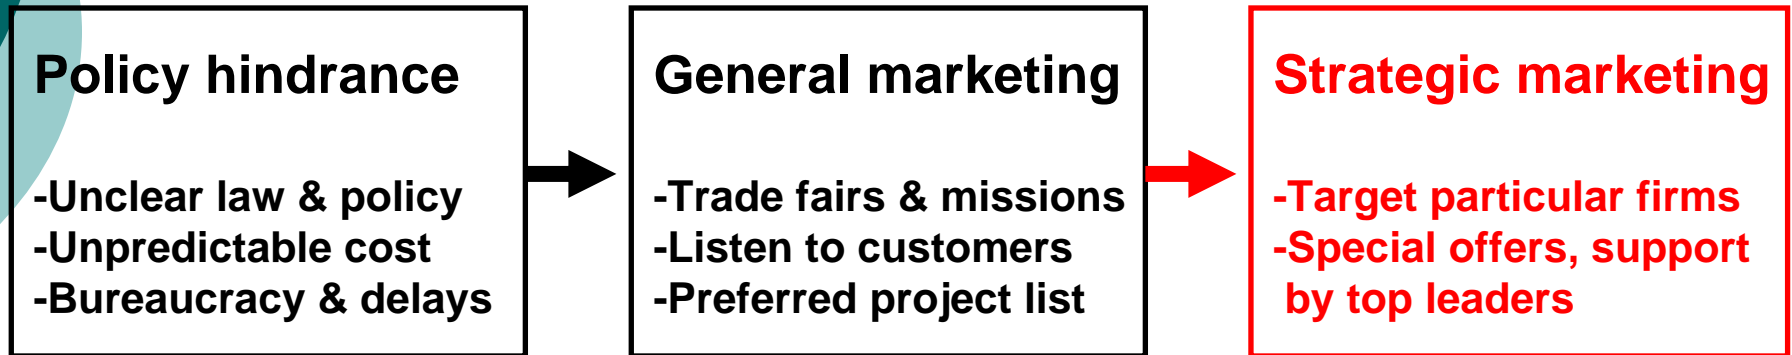 Policy hindrance
-Unclear law & policy
-Unpredictable cost
-Bureaucracy & delays
General marketing
-Trade fairs & missions
-Listen to customers
-Preferred project list
Strategic marketing
-Target particular firms
-Special offers, support
by top leaders